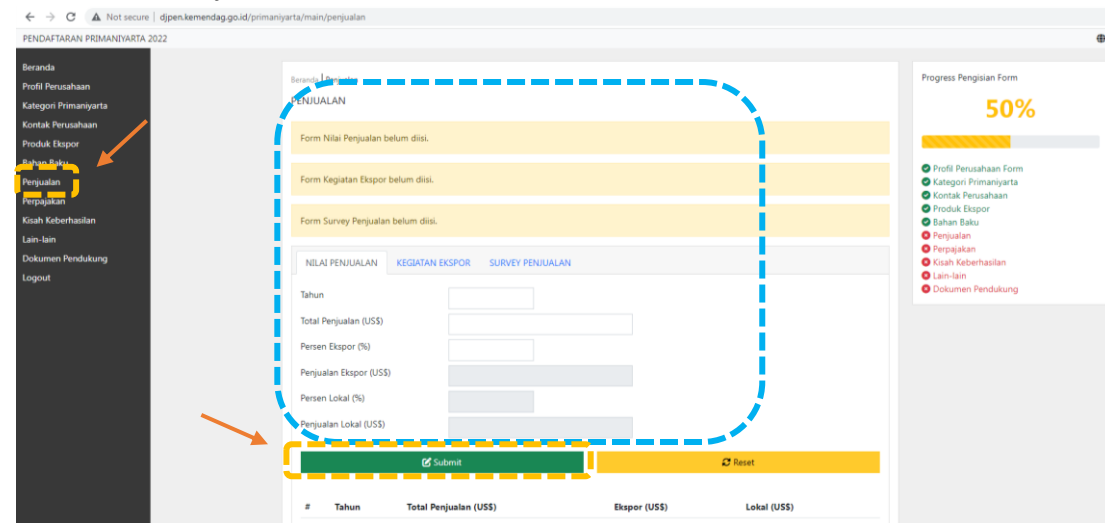 Not secure | djpen.kemendag.go.id/primaniyarta/main/penjualan
PENDAFTARAN PRIMANIYARTA 2022
Beranda
Profil Perusahaan
Kategori Primaniyarta
Kontak Perusahaan
Produk Ekspor
Bahan Baku
Penjualan
Perpajakan
Kisah Keberhasilan
Lain-lain
Dokumen Pendukung
Logout
Beranda | Penjualan
PENJUALAN
Form Nilai Penjualan belum diisi.
Form Kegiatan Ekspor belum diisi.
Form Survey Penjualan belum diisi.
NILAI PENJUALAN KEGIATAN EKSPOR SURVEY PENJUALAN
Tahun
Total Penjualan (US$)
Persen Ekspor (%)
Penjualan Ekspor (US$)
Persen Lokal (%)
Penjualan Lokal (US$)
Submit Reset
# Tahun Total Penjualan (US$) Ekspor (US$) Lokal (US$)
Progress Pengisian Form
50%
Profil Perusahaan Form
Kategori Primaniyarta
Kontak Perusahaan
Produk Ekspor
Bahan Baku
Penjualan
Perpajakan
Kisah Keberhasilan
Lain-lain
Dokumen Pendukung